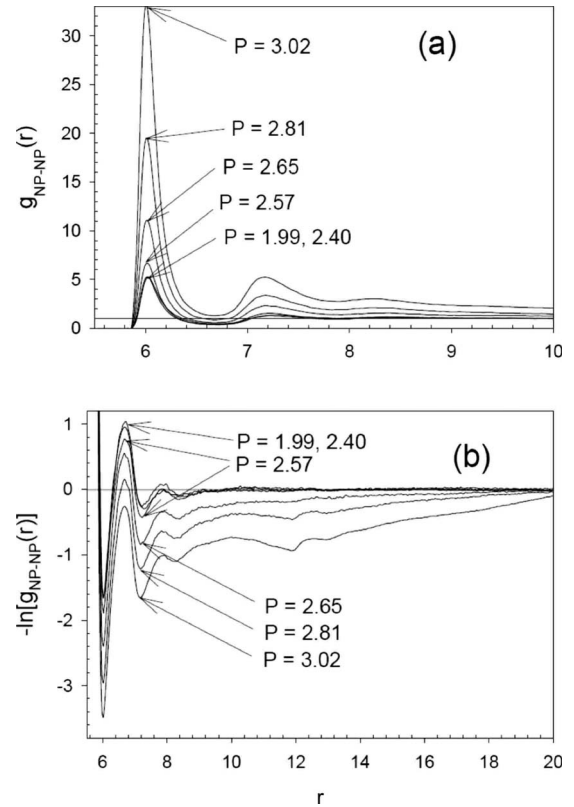 (a)
g_NP-NP(r)
30
25
20
15
10
5
0
P = 3.02
P = 2.81
P = 2.65
P = 2.57
P = 1.99, 2.40
6 7 8 9 10
(b)
-ln[g_NP-NP(r)]
1
0
-1
-2
-3
P = 1.99, 2.40
P = 2.57
P = 2.65
P = 2.81
P = 3.02
6 8 10 12 14 16 18 20
r